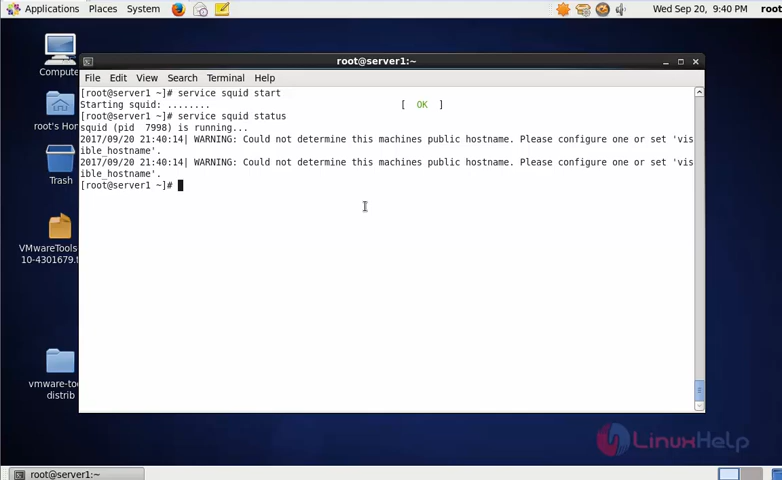 Applications Places System Wed Sep 20, 9:40 PM root
root@server1:~
Compute
File Edit View Search Terminal Help
[root@server1 ~]# service squid start
Starting squid: ........ [ OK ]
[root@server1 ~]# service squid status
squid (pid 7998) is running...
2017/09/20 21:40:14| WARNING: Could not determine this machines public hostname. Please configure one or set 'vis
ible_hostname'.
2017/09/20 21:40:14| WARNING: Could not determine this machines public hostname. Please configure one or set 'vis
ible_hostname'.
[root@server1 ~]#
root's Hom
Trash
VMwareTools
10-4301679.t
vmware-too
distrib
LinuxHelp
root@server1:~